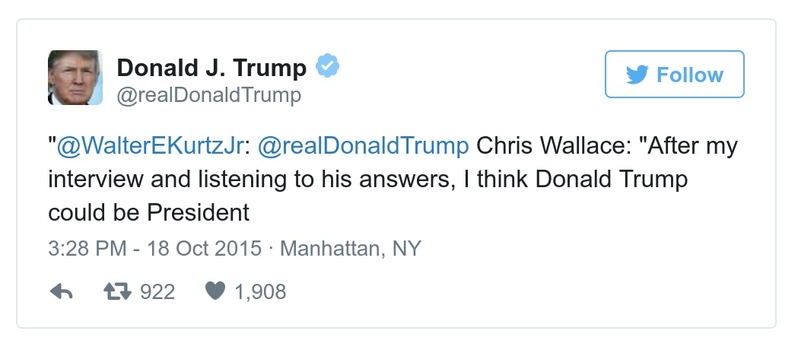 Donald J. Trump
@realDonaldTrump
Follow
"@WalterEKurtzJr: @realDonaldTrump Chris Wallace: "After my
interview and listening to his answers, I think Donald Trump
could be President
3:28 PM - 18 Oct 2015 · Manhattan, NY
922 1,908